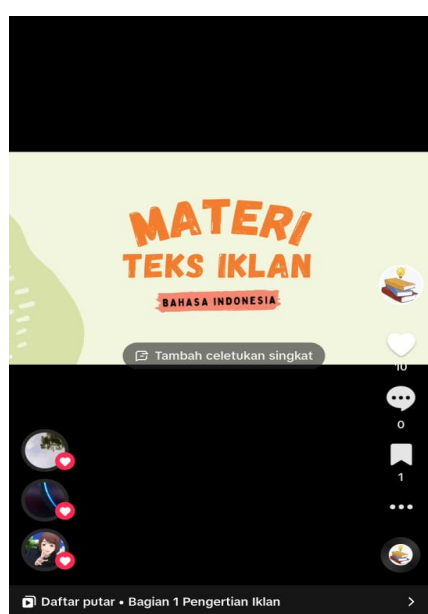 MATERI
TEKS IKLAN
BAHASA INDONESIA
Tambah celetukan singkat
10
0
1
Daftar putar • Bagian 1 Pengertian Iklan